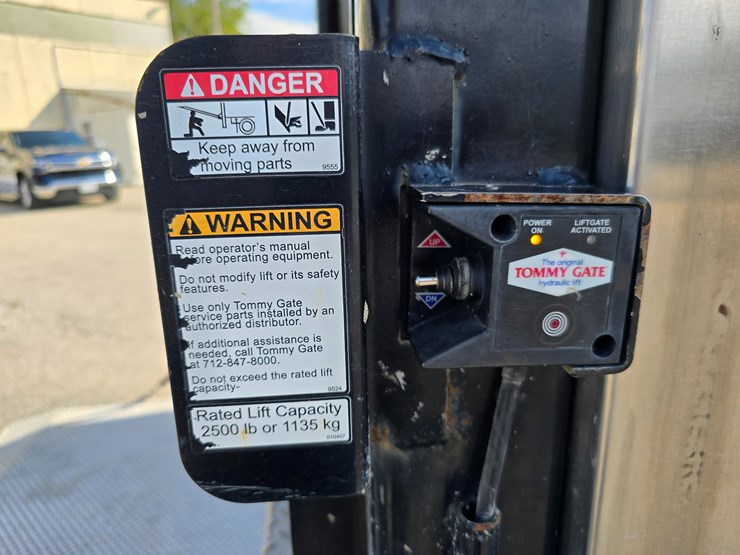 DANGER
Keep away from
moving parts
9555
WARNING
Read operator's manual
ore operating equipment.
Do not modify lift or its safety
features.
Use only Tommy Gate
service parts installed by an
authorized distributor.
f additional assistance is
needed, call Tommy Gate
at 712-847-8000.
Do not exceed the rated lift
capacity-
9524
Rated Lift Capacity
2500 lb or 1135 kg
UP
DN
POWER
ON
LIFTGATE
ACTIVATED
The original
TOMMY GATE
hydraulic lift